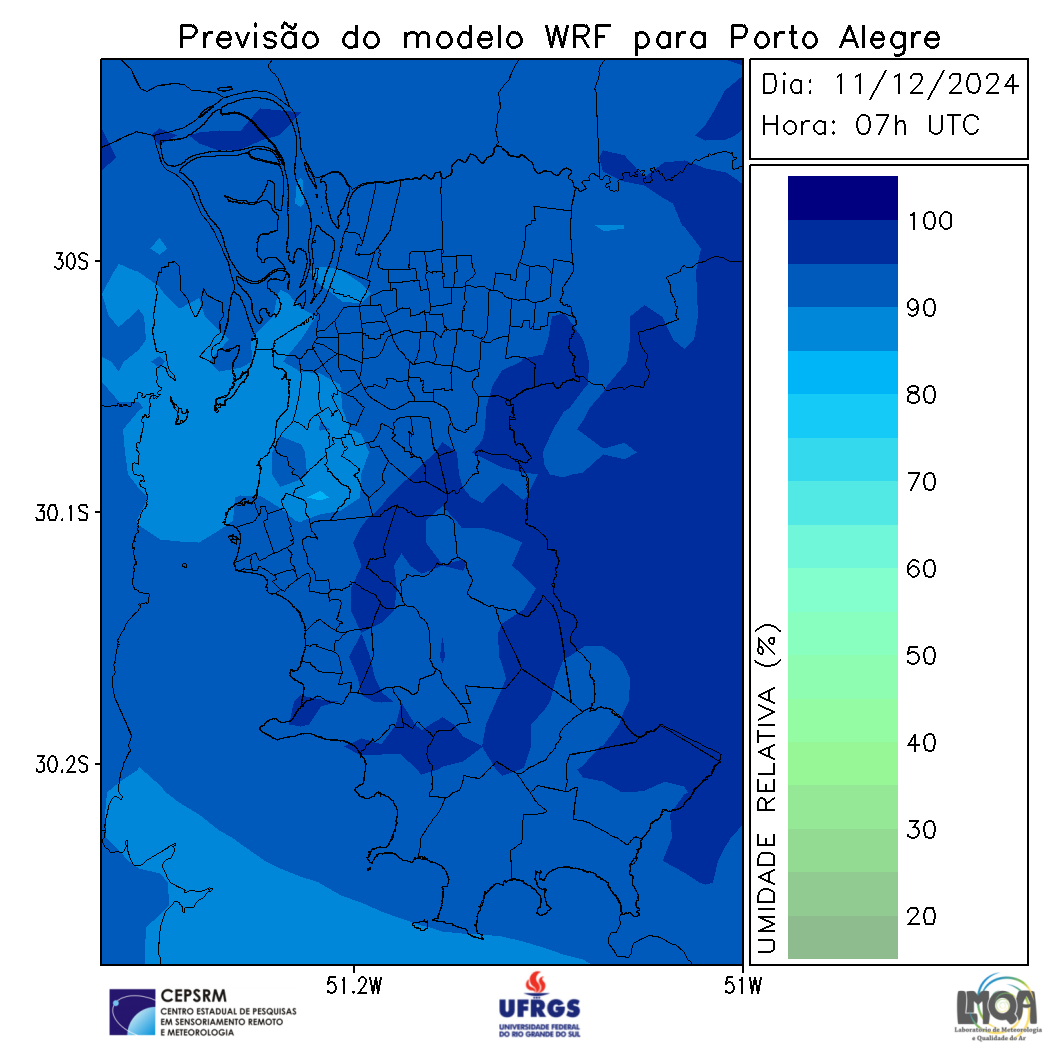 Previsão do modelo WRF para Porto Alegre
Dia: 11/12/2024
Hora: 07h UTC
30S
30.1S
30.2S
51.2W
51W
UMIDADE RELATIVA (%)
100
90
80
70
60
50
40
30
20
CEPSRM
CENTRO ESTADUAL DE PESQUISAS
EM SENSORIAMENTO REMOTO
E METEOROLOGIA
UFRGS
UNIVERSIDADE FEDERAL
DO RIO GRANDE DO SUL
LMQA
Laboratório de Meteorologia
e Qualidade do Ar